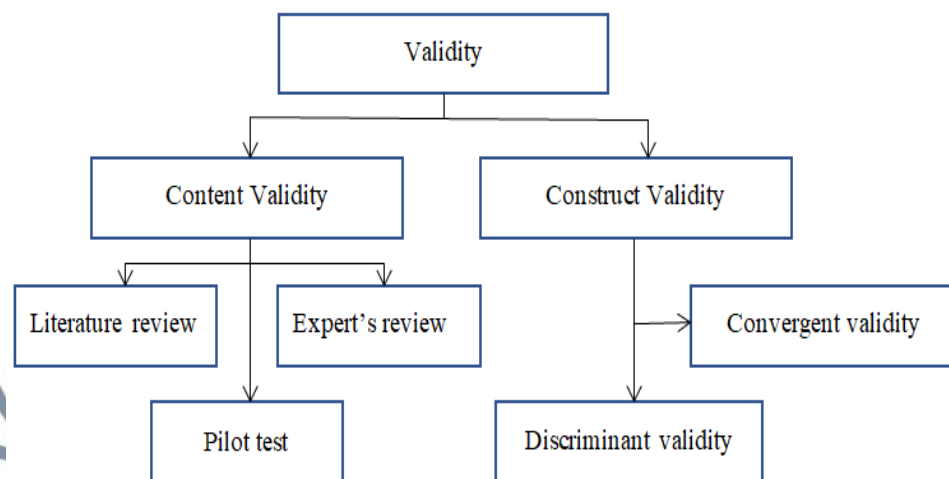 Validity
Content Validity
Construct Validity
Literature review
Expert’s review
Convergent validity
Pilot test
Discriminant validity